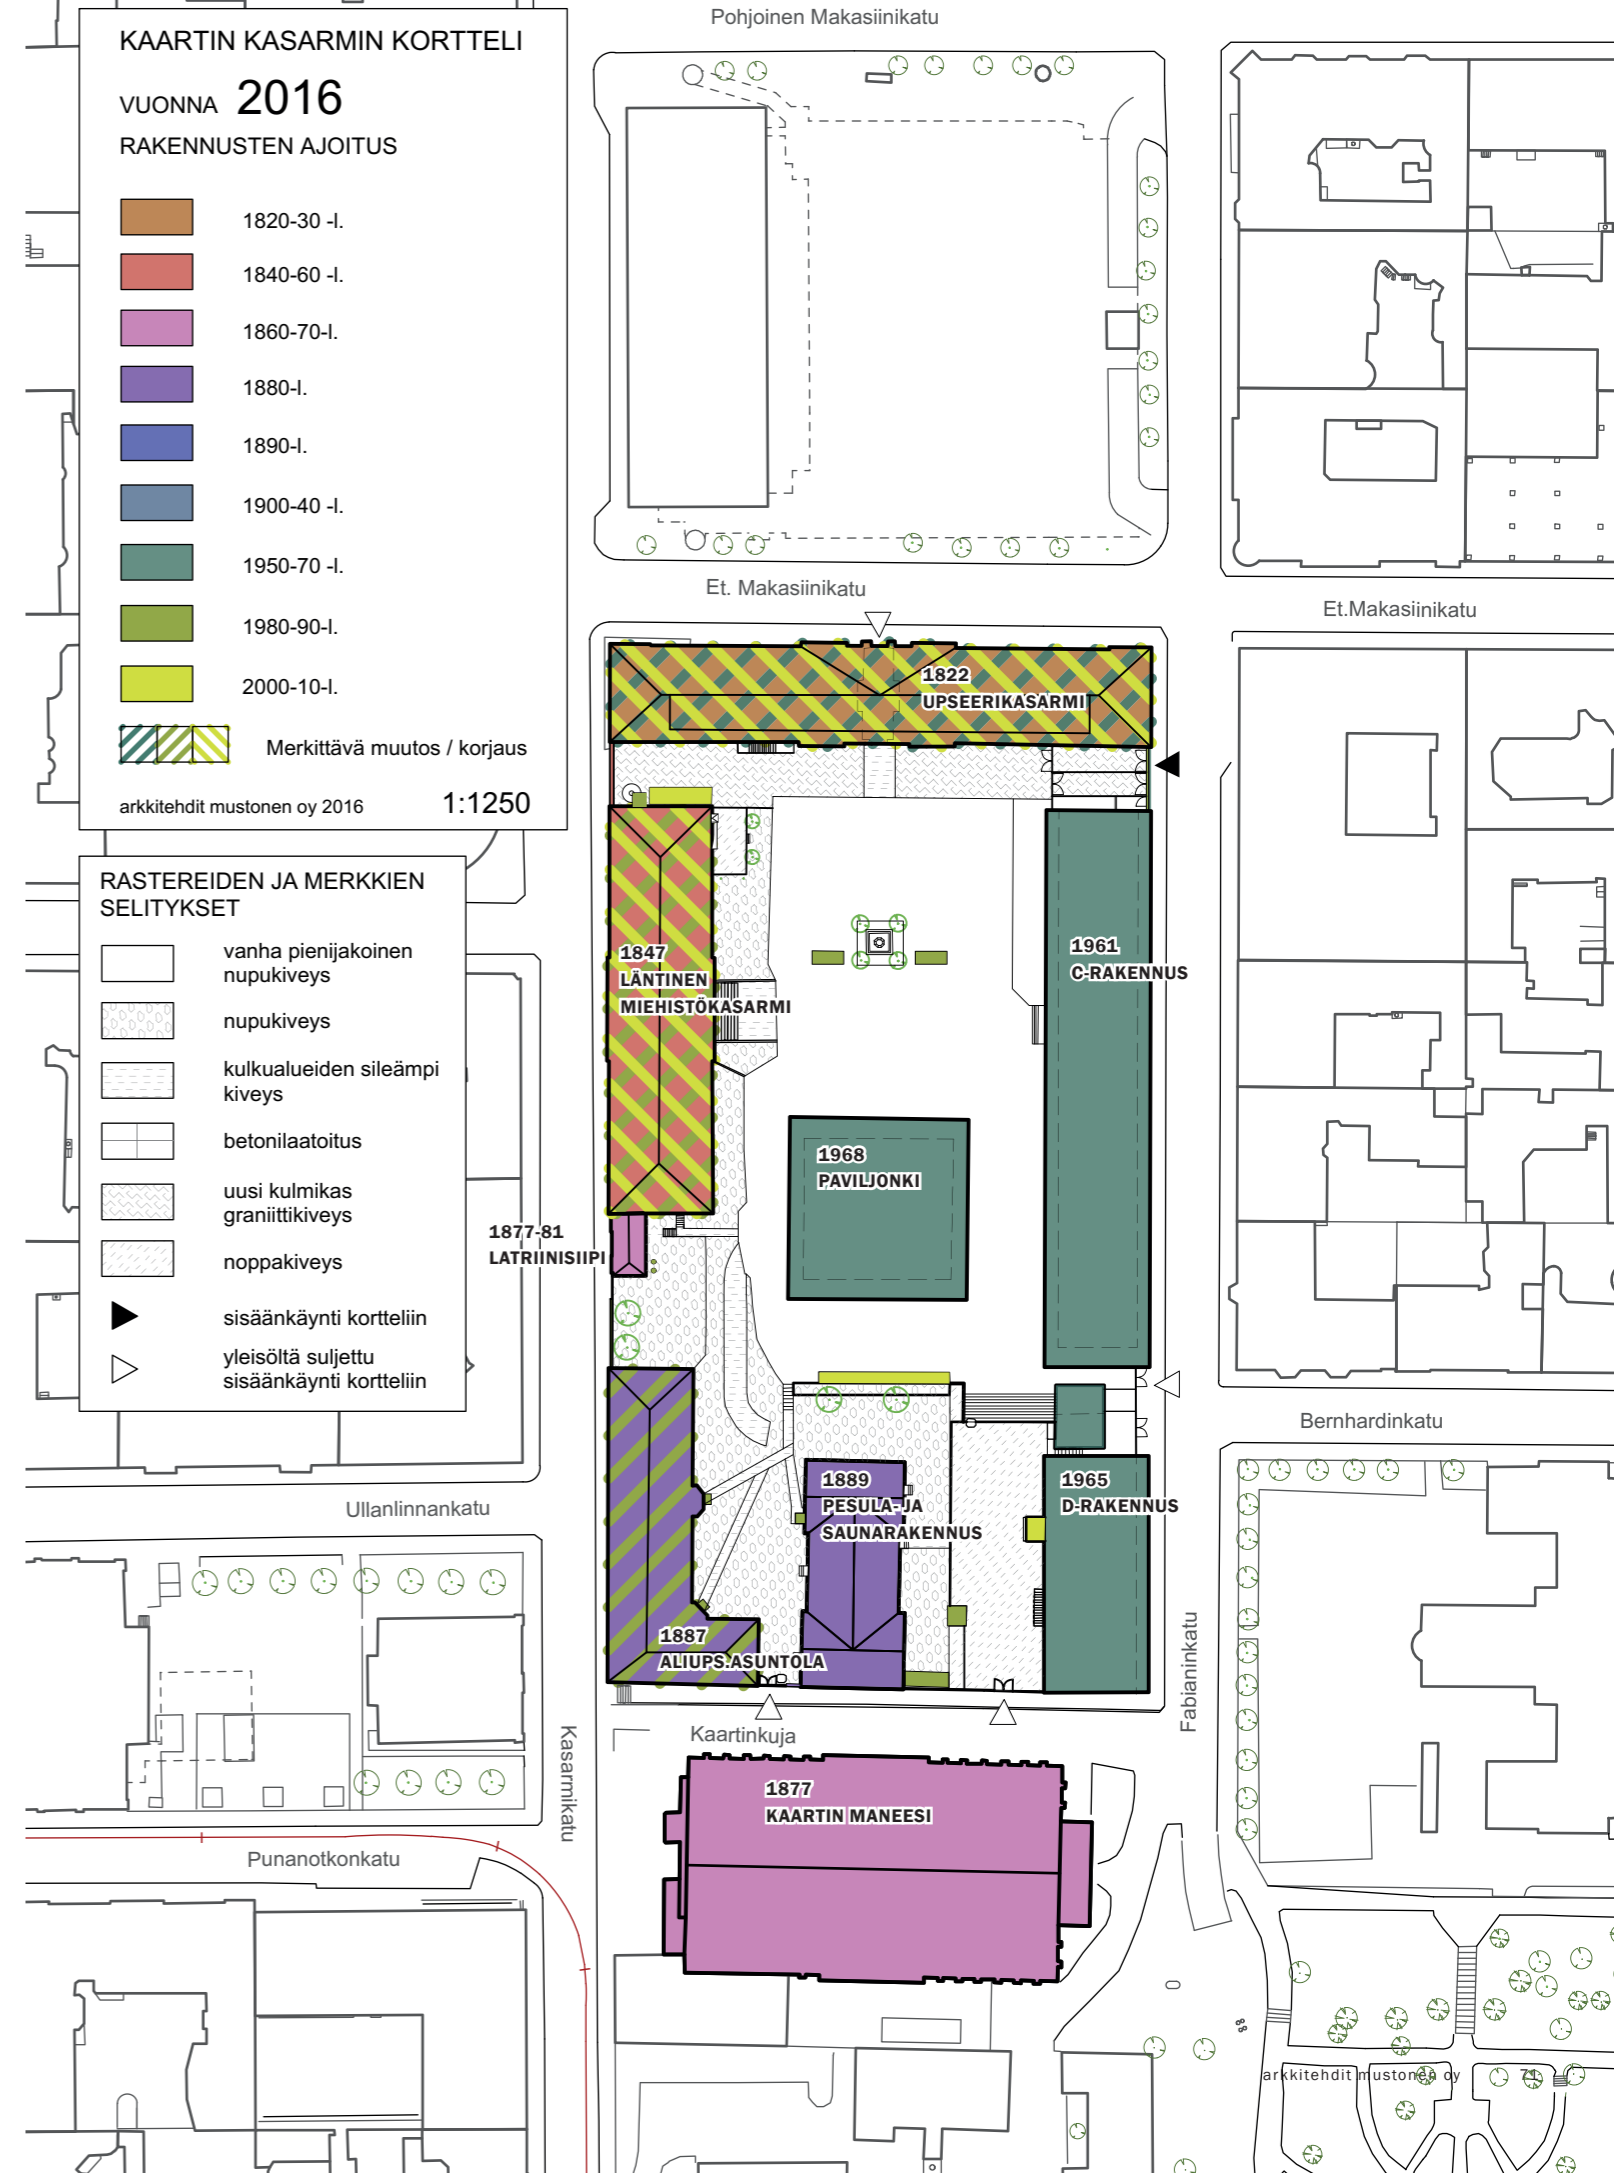 Pohjoinen Makasiinikatu
KAARTIN KASARMIN KORTTELI
VUONNA 2016
RAKENNUSTEN AJOITUS
1820-30 -l.
1840-60 -l.
1860-70-l.
1880-l.
1890-l.
1900-40 -l.
1950-70 -l.
1980-90-l.
2000-10-l.
Merkittävä muutos / korjaus
arkkitehdit mustonen oy 2016
1:1250
RASTEREIDEN JA MERKKIEN
SELITYKSET
vanha pienijakoinen
nupukiveys
nupukiveys
kulkualueiden sileämpi
kiveys
betonilaatoitus
uusi kulmikas
graniittikiveys
noppakiveys
sisäänkäynti kortteliin
yleisöltä suljettu
sisäänkäynti kortteliin
Et. Makasiinikatu
Et.Makasiinikatu
1822
UPSEERIKASARMI
1847
LÄNTINEN
MIEHISTÖKASARMI
1961
C-RAKENNUS
1968
PAVILJONKI
1877-81
LATRIINISIIPI
Bernhardinkatu
1889
PESULA- JA
SAUNARAKENNUS
1965
D-RAKENNUS
Ullanlinnankatu
1887
ALIUPS.ASUNTOLA
Fabianinkatu
Kasarmikatu
Kaartinkuja
1877
KAARTIN MANEESI
Punanotkonkatu
arkkitehdit mustonen oy 71